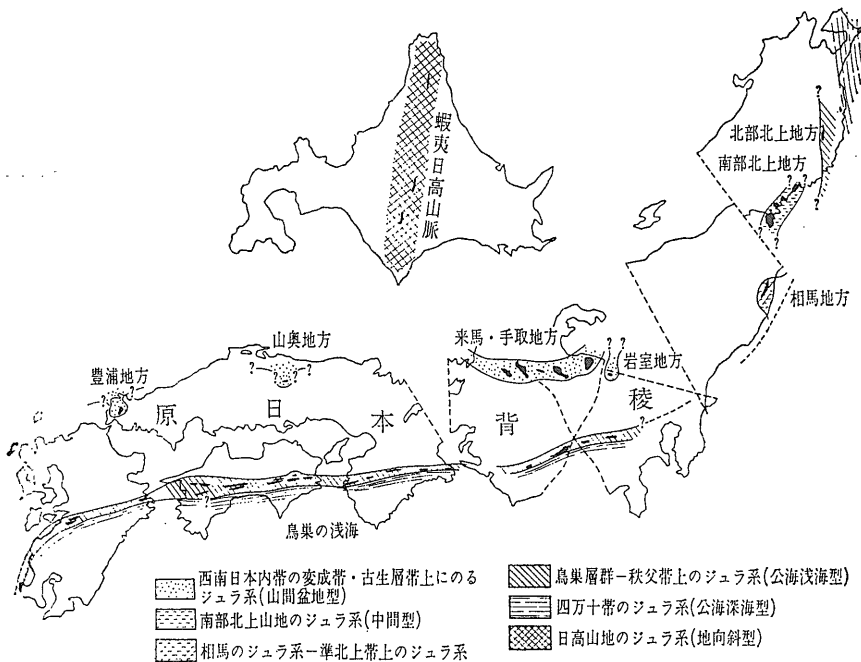 蝦夷日高山脈
北部北上地方
南部北上地方
相馬地方
来馬・手取地方
岩室地方
山奥地方
豊浦地方
原日本背稜
鳥巣の浅海
西南日本内帯の変成帯・古生層帯上にのる
ジュラ系(山間盆地型)
南部北上山地のジュラ系(中間型)
相馬のジュラ系ー準北上帯上のジュラ系
鳥巣層群ー秩父帯上のジュラ系(公海浅海型)
四万十帯のジュラ系(公海深海型)
日高山地のジュラ系(地向斜型)